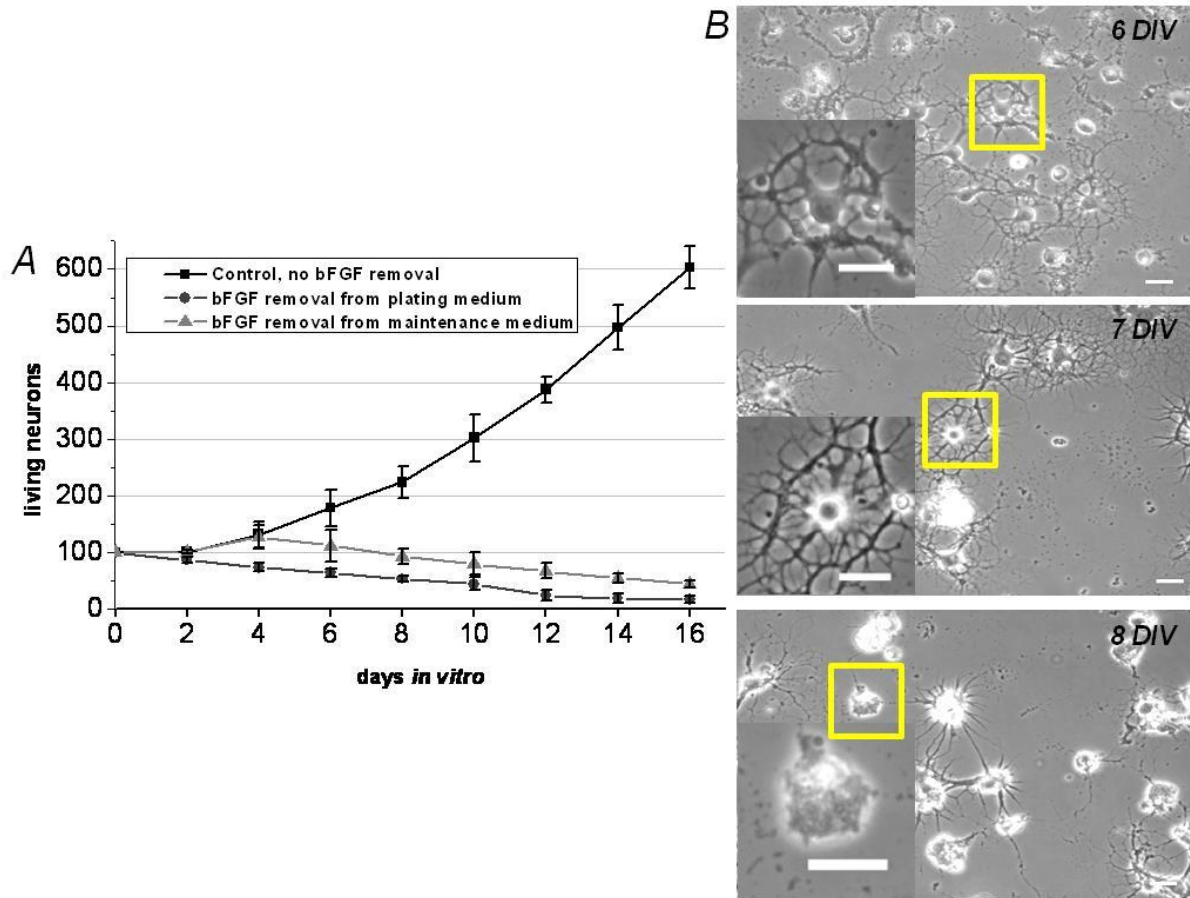 A
living neurons
600
500
400
300
200
100
0
Control, no bFGF removal
bFGF removal from plating medium
bFGF removal from maintenance medium
0 2 4 6 8 10 12 14 16
days in vitro
B
6 DIV
7 DIV
8 DIV